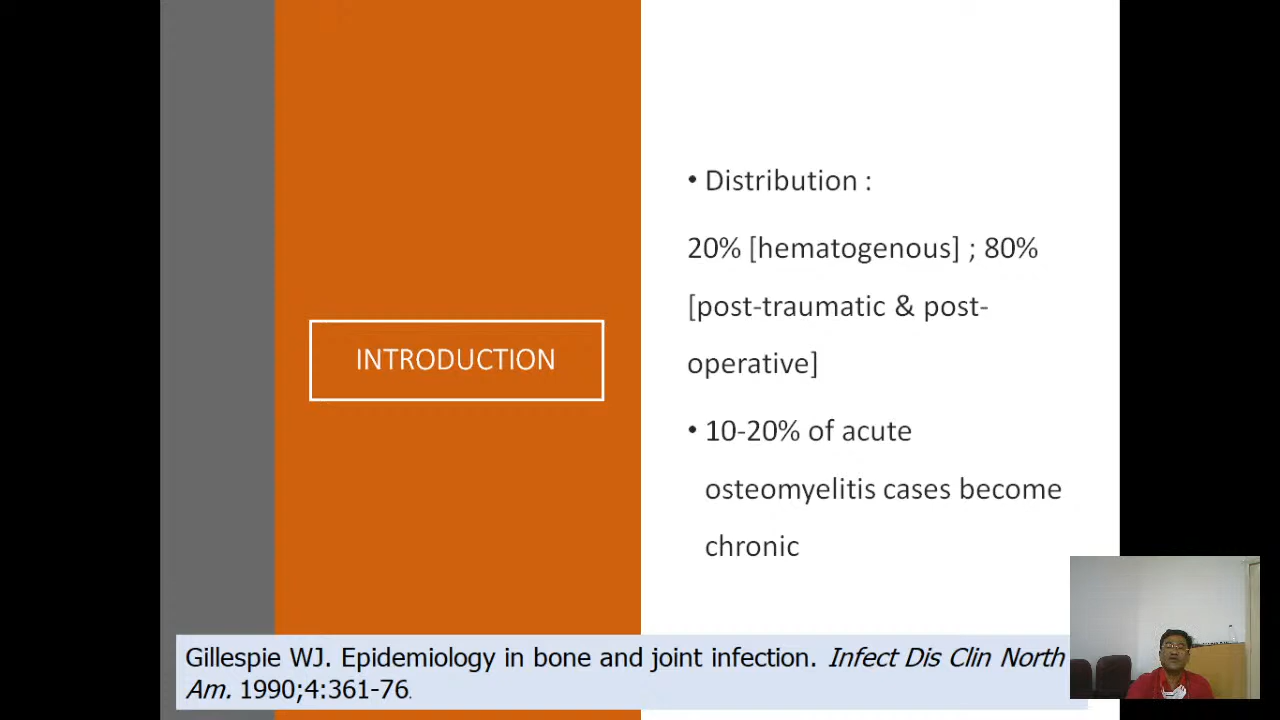 INTRODUCTION
• Distribution :
20% [hematogenous] ; 80%
[post-traumatic & post-
operative]
• 10-20% of acute
osteomyelitis cases become
chronic
Gillespie WJ. Epidemiology in bone and joint infection. Infect Dis Clin North
Am. 1990;4:361-76.